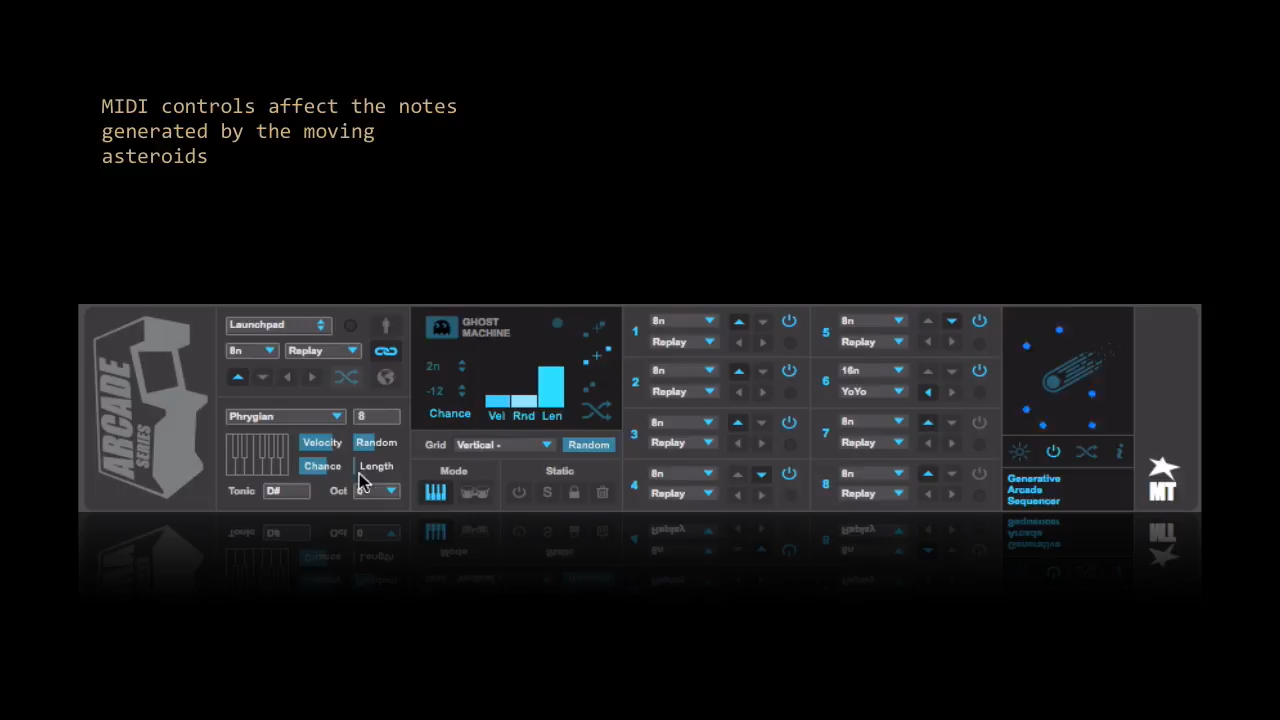 MIDI controls affect the notes
generated by the moving
asteroids
ARCADE
SERIES
Launchpad
8n Replay
Phrygian 8
Velocity Random
Chance Length
Tonic D# Oct
GHOST
MACHINE
2n
-12
Chance Vel Rnd Len
Grid Vertical - Random
Mode Static
S
1 8n
Replay
2 8n
Replay
3 8n
Replay
4 8n
Replay
5 8n
Replay
6 16n
YoYo
7 8n
Replay
8 8n
Replay
i
Generative
Arcade
Sequencer
MT